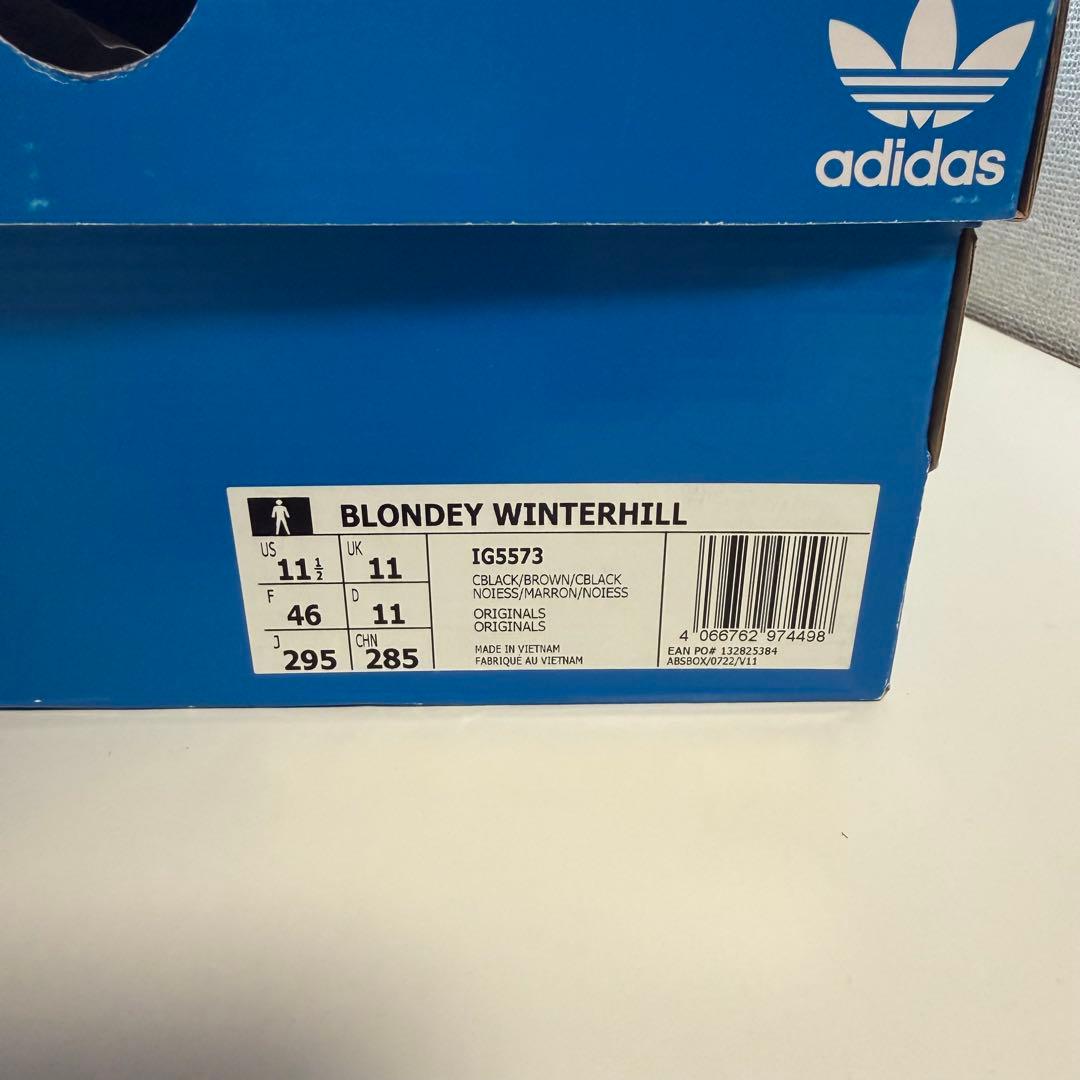 adidas
BLONDEY WINTERHILL
US 11 1/2 UK 11
F 46 D 11
J 295 CHN 285
IG5573
CBLACK/BROWN/CBLACK
NOIESS/MARRON/NOIESS
ORIGINALS
ORIGINALS
MADE IN VIETNAM
FABRIQUÉ AU VIETNAM
4 066762 974498
EAN PO# 132825384
ABSBOX/0722/V11